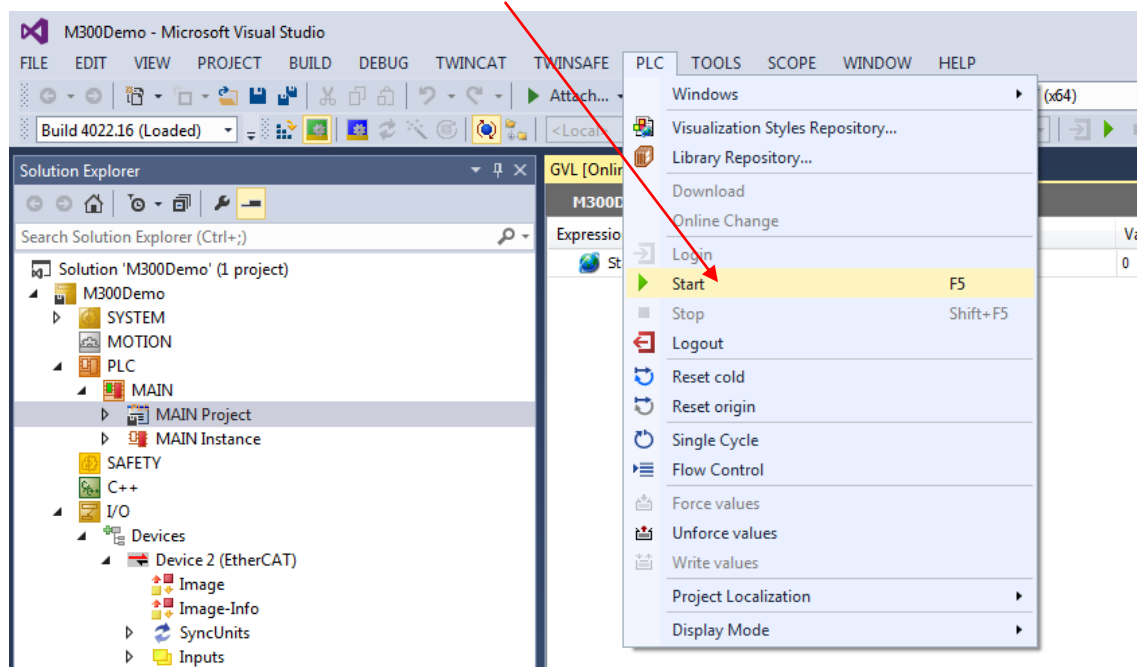 M300Demo - Microsoft Visual Studio
FILE EDIT VIEW PROJECT BUILD DEBUG TWINCAT TWINSAFE PLC TOOLS SCOPE WINDOW HELP
Attach... (x64)
Build 4022.16 (Loaded) <Local>
Solution Explorer
Search Solution Explorer (Ctrl+;)
Solution 'M300Demo' (1 project)
M300Demo
SYSTEM
MOTION
PLC
MAIN
MAIN Project
MAIN Instance
SAFETY
C++
I/O
Devices
Device 2 (EtherCAT)
Image
Image-Info
SyncUnits
Inputs
GVL [Onlin
M300D
Expressio Va
St 0
Windows
Visualization Styles Repository...
Library Repository...
Download
Online Change
Login
Start F5
Stop Shift+F5
Logout
Reset cold
Reset origin
Single Cycle
Flow Control
Force values
Unforce values
Write values
Project Localization
Display Mode